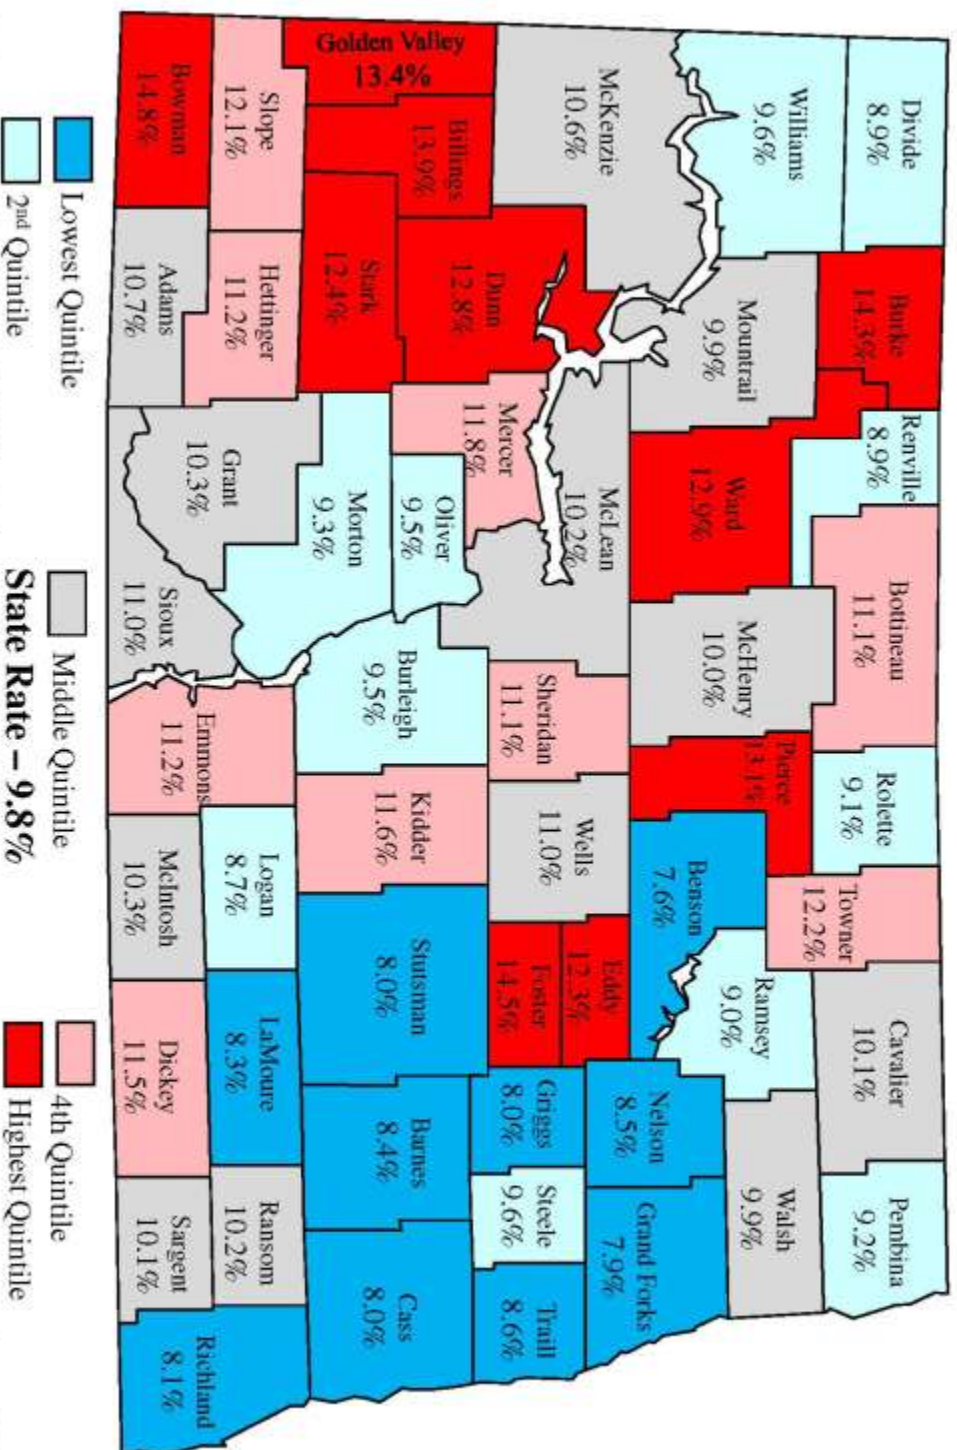 Divide
8.9%
Burke
14.3%
Renville
8.9%
Bottineau
11.1%
Rolette
9.1%
Towner
12.2%
Cavalier
10.1%
Pembina
9.2%
Williams
9.6%
Mountrail
9.9%
Ward
12.9%
McHenry
10.0%
Pierce
13.1%
Benson
7.6%
Ramsey
9.0%
Walsh
9.9%
McKenzie
10.6%
McLean
10.2%
Sheridan
11.1%
Wells
11.0%
Eddy
12.3%
Foster
14.5%
Nelson
8.5%
Grand Forks
7.9%
Golden Valley
13.4%
Billings
13.9%
Dunn
12.8%
Mercer
11.8%
Oliver
9.5%
Griggs
8.0%
Steele
9.6%
Traill
8.6%
Stark
12.4%
Morton
9.3%
Burleigh
9.5%
Kidder
11.6%
Stutsman
8.0%
Barnes
8.4%
Cass
8.0%
Slope
12.1%
Hettinger
11.2%
Grant
10.3%
Sioux
11.0%
Emmons
11.2%
Logan
8.7%
LaMoure
8.3%
Ransom
10.2%
Richland
8.1%
Bowman
14.8%
Adams
10.7%
McIntosh
10.3%
Dickey
11.5%
Sargent
10.1%
Lowest Quintile
Middle Quintile
4th Quintile
2nd Quintile
State Rate – 9.8%
Highest Quintile